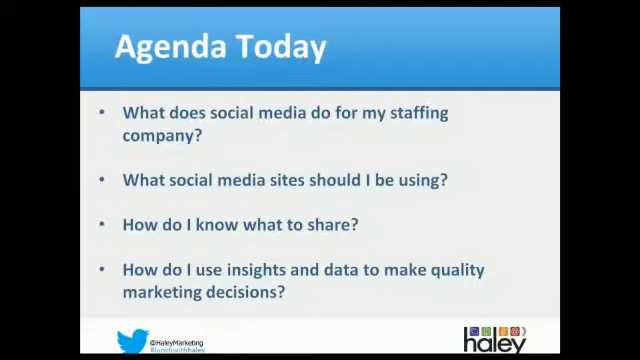 Agenda Today
• What does social media do for my staffing
company?
• What social media sites should I be using?
• How do I know what to share?
• How do I use insights and data to make quality
marketing decisions?
@HaleyMarketing
#lunchwithhaley
haley